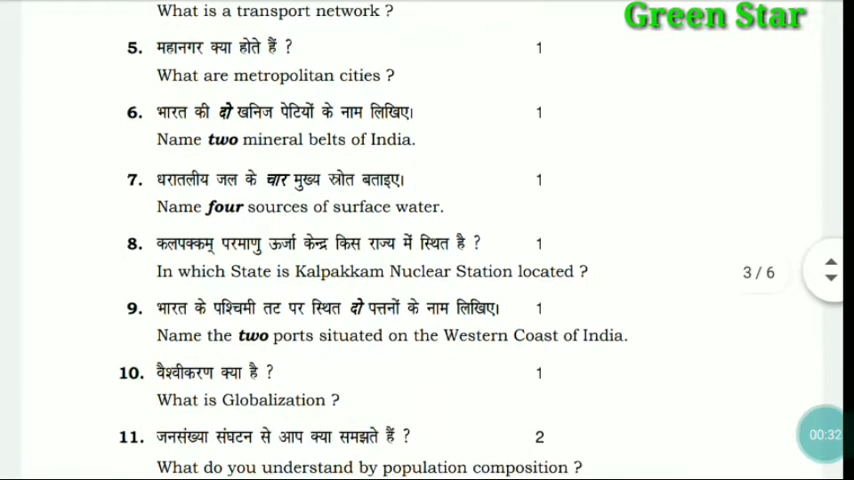 What is a transport network ?
Green Star
5. महानगर क्या होते हैं ? 1
What are metropolitan cities ?
6. भारत की दो खनिज पेटियों के नाम लिखिए। 1
Name two mineral belts of India.
7. धरातलीय जल के चार मुख्य स्रोत बताइए। 1
Name four sources of surface water.
8. कलपक्कम् परमाणु ऊर्जा केन्द्र किस राज्य में स्थित है ? 1
In which State is Kalpakkam Nuclear Station located ?
3 / 6
9. भारत के पश्चिमी तट पर स्थित दो पत्तनों के नाम लिखिए। 1
Name the two ports situated on the Western Coast of India.
10. वैश्वीकरण क्या है ? 1
What is Globalization ?
11. जनसंख्या संघटन से आप क्या समझते हैं ? 2
00:32
What do you understand by population composition ?